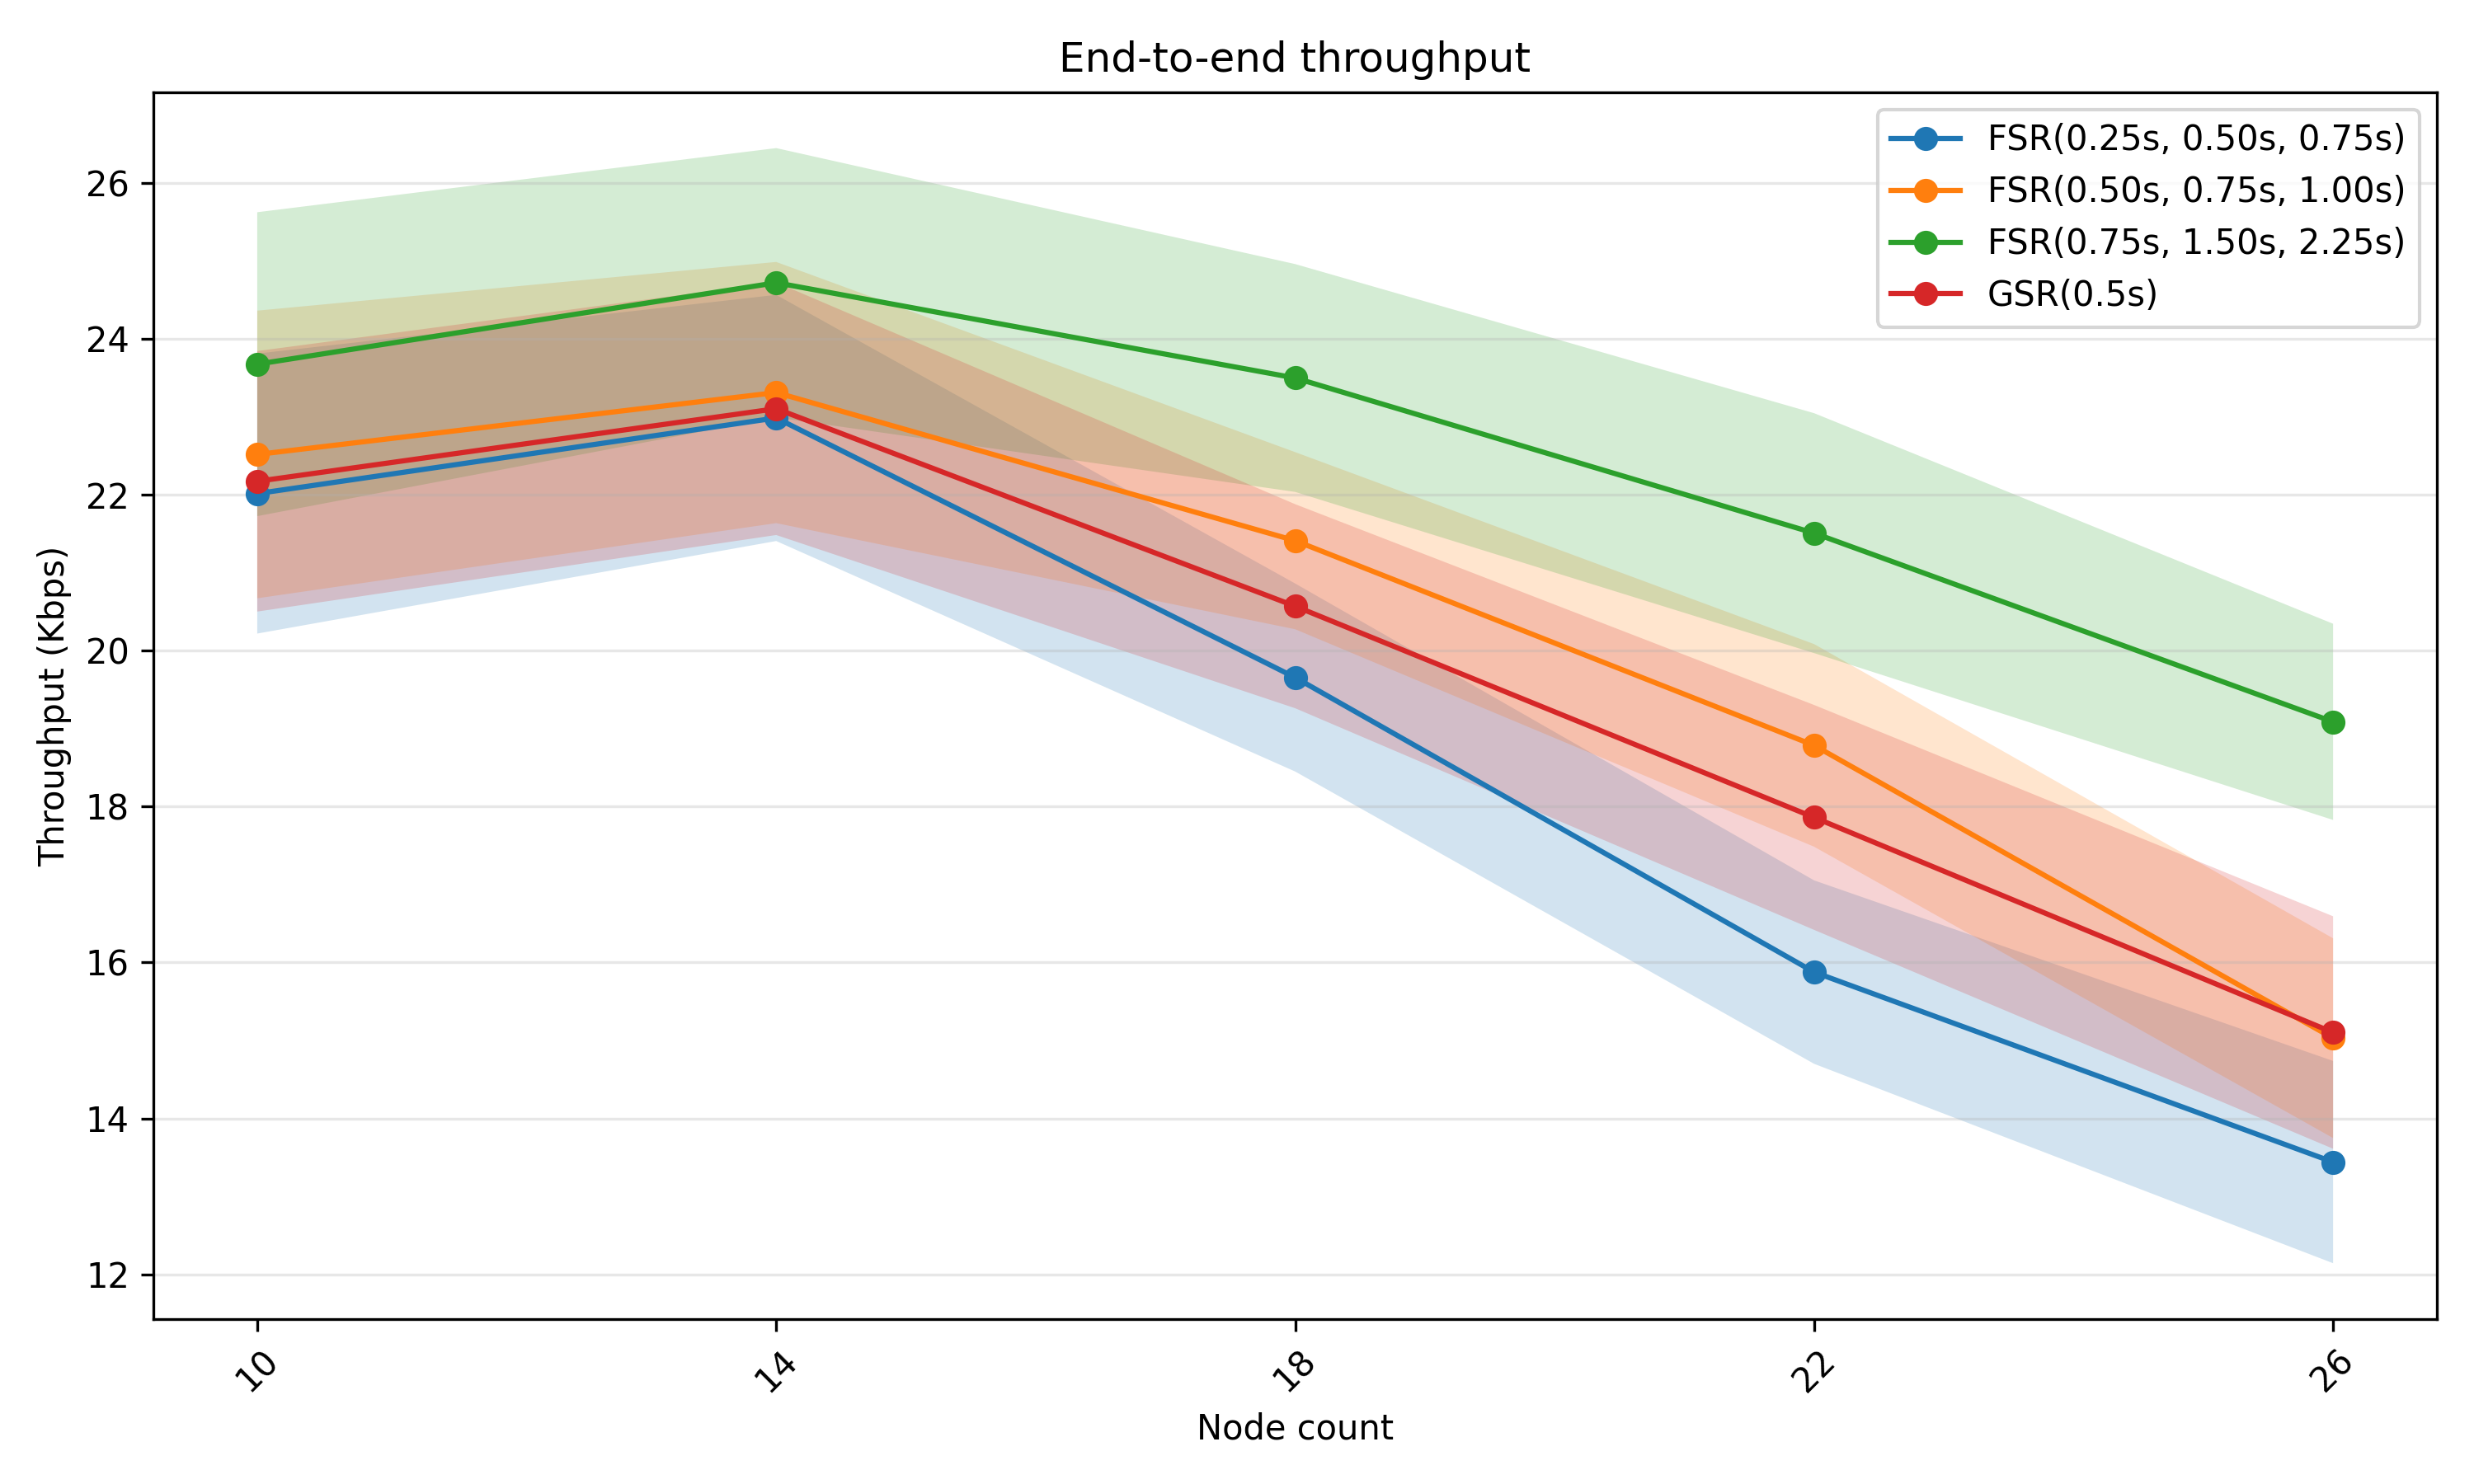 End-to-end throughput
FSR(0.25s, 0.50s, 0.75s)
FSR(0.50s, 0.75s, 1.00s)
FSR(0.75s, 1.50s, 2.25s)
GSR(0.5s)
Throughput (Kbps)
26
24
22
20
18
16
14
12
10
14
18
22
26
Node count